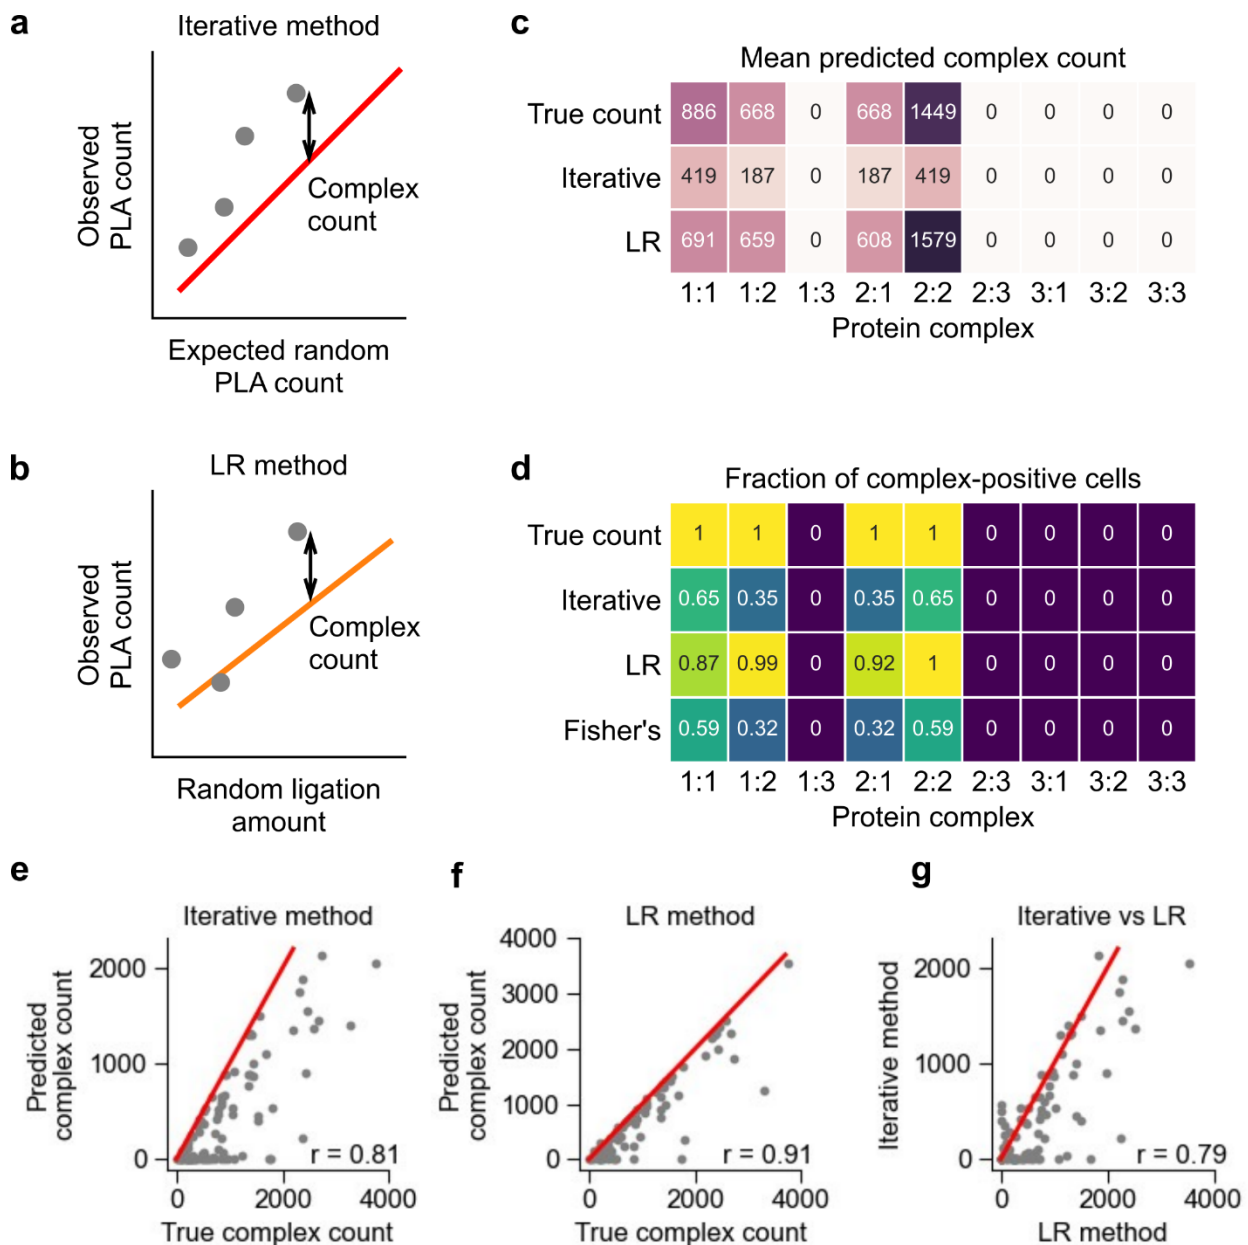 a
Iterative method
Observed
PLA count
Complex
count
Expected random
PLA count
b
LR method
Observed
PLA count
Complex
count
Random ligation
amount
c
Mean predicted complex count
True count 886 668 0 668 1449 0 0 0 0
Iterative 419 187 0 187 419 0 0 0 0
LR 691 659 0 608 1579 0 0 0 0
1:1 1:2 1:3 2:1 2:2 2:3 3:1 3:2 3:3
Protein complex
d
Fraction of complex-positive cells
True count 1 1 0 1 1 0 0 0 0
Iterative 0.65 0.35 0 0.35 0.65 0 0 0 0
LR 0.87 0.99 0 0.92 1 0 0 0 0
Fisher's 0.59 0.32 0 0.32 0.59 0 0 0 0
1:1 1:2 1:3 2:1 2:2 2:3 3:1 3:2 3:3
Protein complex
e
Iterative method
Predicted
complex count
2000
1000
0
r = 0.81
0 2000 4000
True complex count
f
LR method
Predicted
complex count
4000
3000
2000
1000
0
r = 0.91
0 2000 4000
True complex count
g
Iterative vs LR
Iterative method
2000
1000
0
r = 0.79
0 2000 4000
LR method